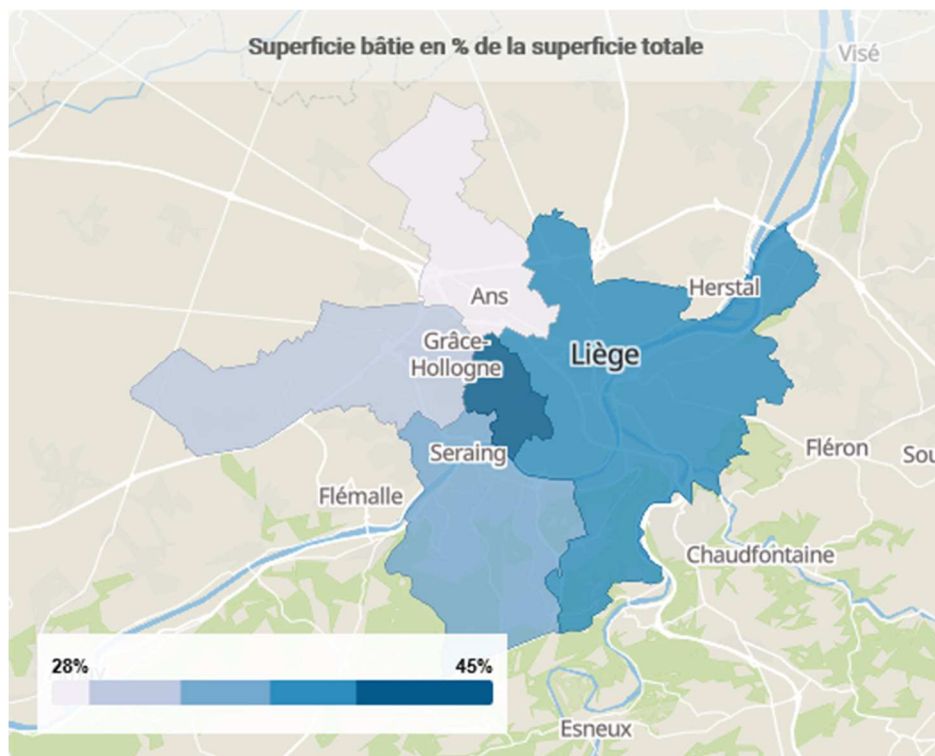 Superficie bâtie en % de la superficie totale
Visé
Herstal
Ans
Grâce-
Hollogne
Liège
Seraing
Fléron
Sou
Flémalle
Chaudfontaine
28%
45%
Esneux